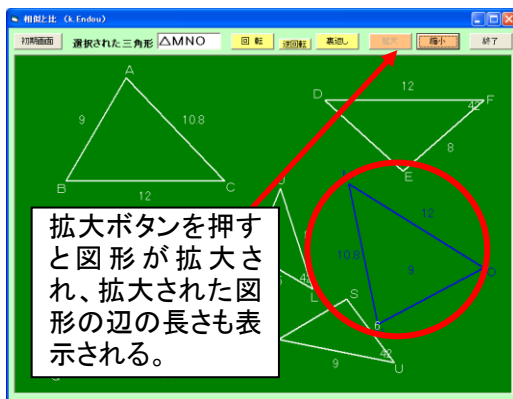 相似と比 (k.Endou)
初期画面 選択された三角形 △MNO 回 転 逆回転 裏返し 拡大 縮小 終了
A
9 10.8
B C
12
D 12 F
42
8
E
12
10.8
9
O
6
J
L
S
42
9 U
拡大ボタンを押す
と図形が拡大さ
れ、拡大された図
形の辺の長さも表
示される。